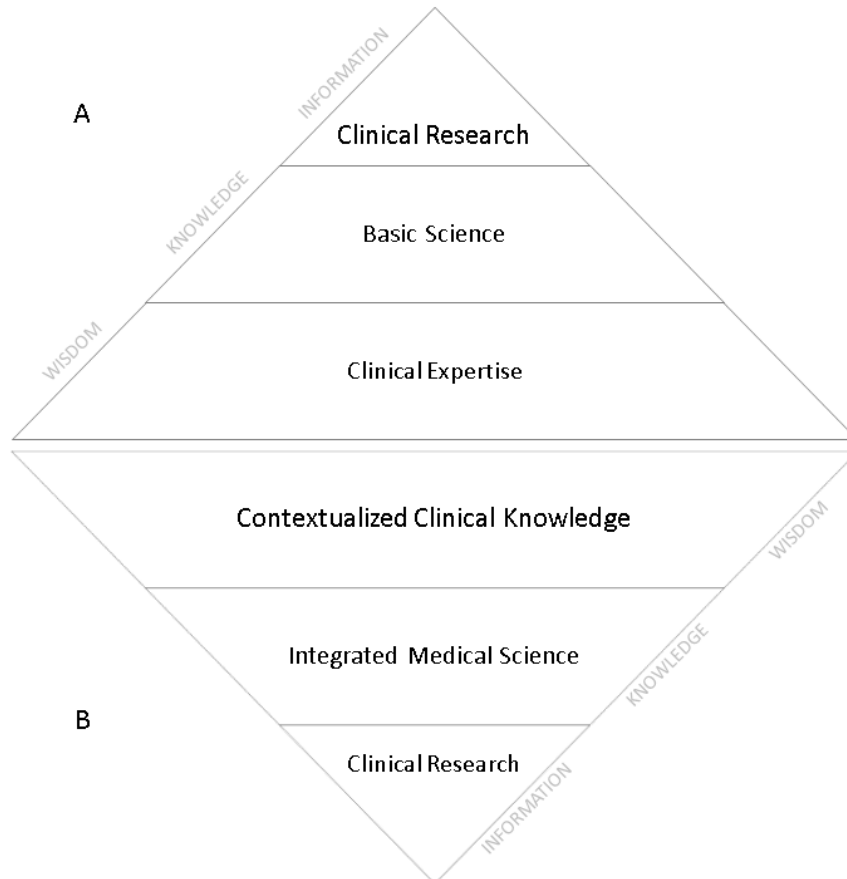 INFORMATION
A
Clinical Research
KNOWLEDGE
Basic Science
WISDOM
Clinical Expertise
Contextualized Clinical Knowledge
WISDOM
Integrated Medical Science
KNOWLEDGE
B
Clinical Research
INFORMATION